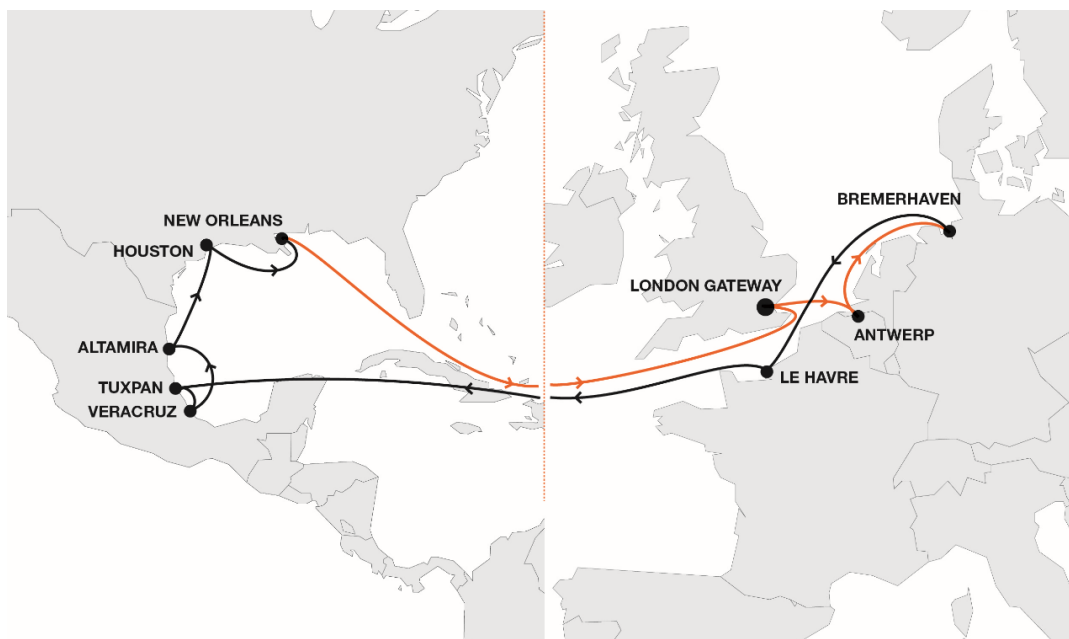 NEW ORLEANS
HOUSTON
ALTAMIRA
TUXPAN
VERACRUZ
BREMERHAVEN
LONDON GATEWAY
ANTWERP
LE HAVRE